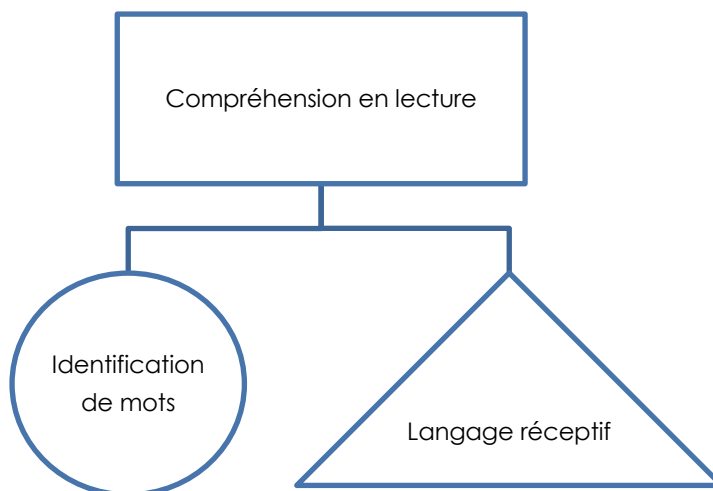 Compréhension en lecture
Identification
de mots
Langage réceptif